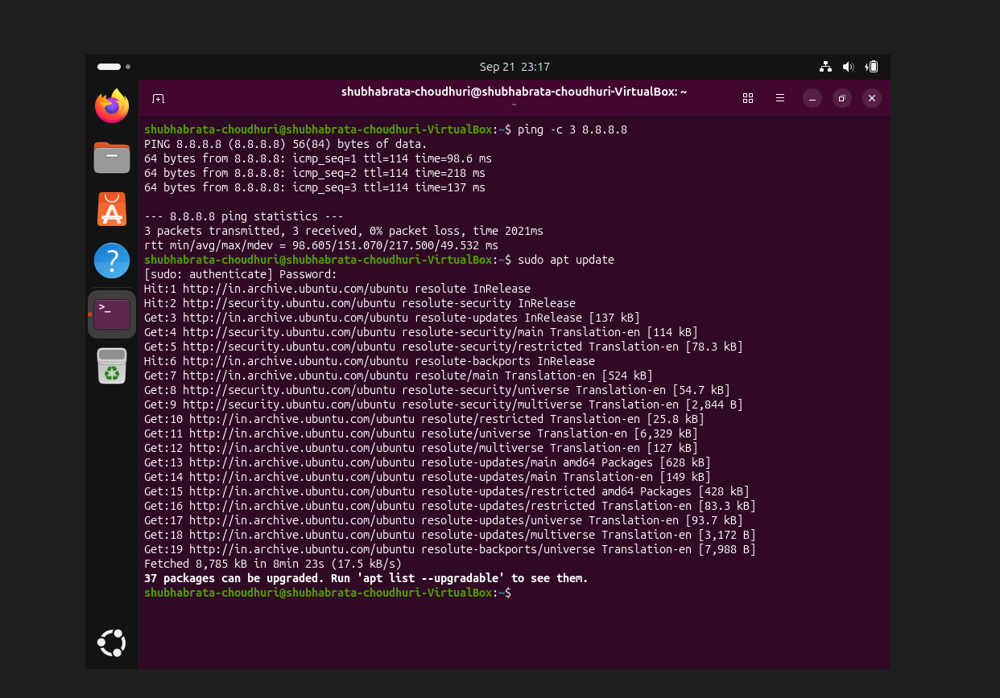 Sep 21 23:17
shubhabrata-choudhuri@shubhabrata-choudhuri-VirtualBox: ~
~
shubhabrata-choudhuri@shubhabrata-choudhuri-VirtualBox:~$ ping -c 3 8.8.8.8
PING 8.8.8.8 (8.8.8.8) 56(84) bytes of data.
64 bytes from 8.8.8.8: icmp_seq=1 ttl=114 time=98.6 ms
64 bytes from 8.8.8.8: icmp_seq=2 ttl=114 time=218 ms
64 bytes from 8.8.8.8: icmp_seq=3 ttl=114 time=137 ms
--- 8.8.8.8 ping statistics ---
3 packets transmitted, 3 received, 0% packet loss, time 2021ms
rtt min/avg/max/mdev = 98.605/151.070/217.500/49.532 ms
shubhabrata-choudhuri@shubhabrata-choudhuri-VirtualBox:~$ sudo apt update
[sudo: authenticate] Password:
Hit:1 http://in.archive.ubuntu.com/ubuntu resolute InRelease
Hit:2 http://security.ubuntu.com/ubuntu resolute-security InRelease
Get:3 http://in.archive.ubuntu.com/ubuntu resolute-updates InRelease [137 kB]
Get:4 http://security.ubuntu.com/ubuntu resolute-security/main Translation-en [114 kB]
Get:5 http://security.ubuntu.com/ubuntu resolute-security/restricted Translation-en [78.3 kB]
Hit:6 http://in.archive.ubuntu.com/ubuntu resolute-backports InRelease
Get:7 http://in.archive.ubuntu.com/ubuntu resolute/main Translation-en [524 kB]
Get:8 http://security.ubuntu.com/ubuntu resolute-security/universe Translation-en [54.7 kB]
Get:9 http://security.ubuntu.com/ubuntu resolute-security/multiverse Translation-en [2,844 B]
Get:10 http://in.archive.ubuntu.com/ubuntu resolute/restricted Translation-en [25.8 kB]
Get:11 http://in.archive.ubuntu.com/ubuntu resolute/universe Translation-en [6,329 kB]
Get:12 http://in.archive.ubuntu.com/ubuntu resolute/multiverse Translation-en [127 kB]
Get:13 http://in.archive.ubuntu.com/ubuntu resolute-updates/main amd64 Packages [628 kB]
Get:14 http://in.archive.ubuntu.com/ubuntu resolute-updates/main Translation-en [149 kB]
Get:15 http://in.archive.ubuntu.com/ubuntu resolute-updates/restricted amd64 Packages [428 kB]
Get:16 http://in.archive.ubuntu.com/ubuntu resolute-updates/restricted Translation-en [83.3 kB]
Get:17 http://in.archive.ubuntu.com/ubuntu resolute-updates/universe Translation-en [93.7 kB]
Get:18 http://in.archive.ubuntu.com/ubuntu resolute-updates/multiverse Translation-en [3,172 B]
Get:19 http://in.archive.ubuntu.com/ubuntu resolute-backports/universe Translation-en [7,988 B]
Fetched 8,785 kB in 8min 23s (17.5 kB/s)
37 packages can be upgraded. Run 'apt list --upgradable' to see them.
shubhabrata-choudhuri@shubhabrata-choudhuri-VirtualBox:~$